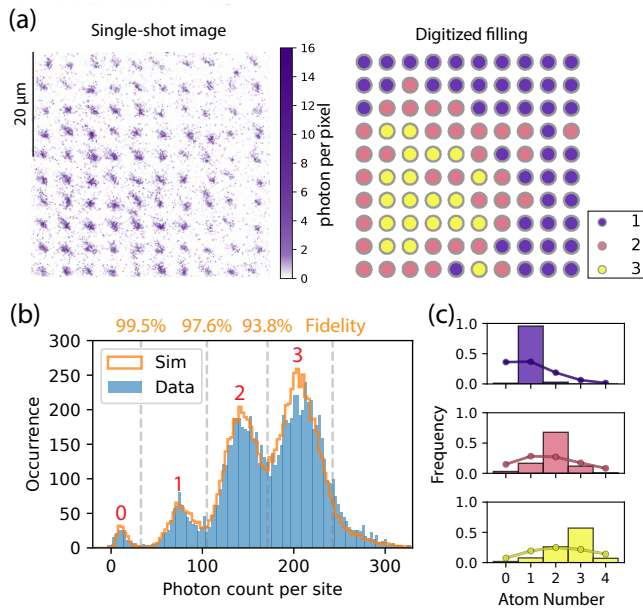 (a)
Single-shot image
Digitized filling
20 μm
16
14
12
10
8
6
4
2
0
photon per pixel
1
2
3
(b)
99.5% 97.6% 93.8% Fidelity
Sim
Data
0
1
2
3
300
250
200
150
100
50
0
Occurrence
0 100 200 300
Photon count per site
(c)
1.0
0.5
0.0
1.0
0.5
0.0
1.0
0.5
0.0
Frequency
0 1 2 3 4
Atom Number